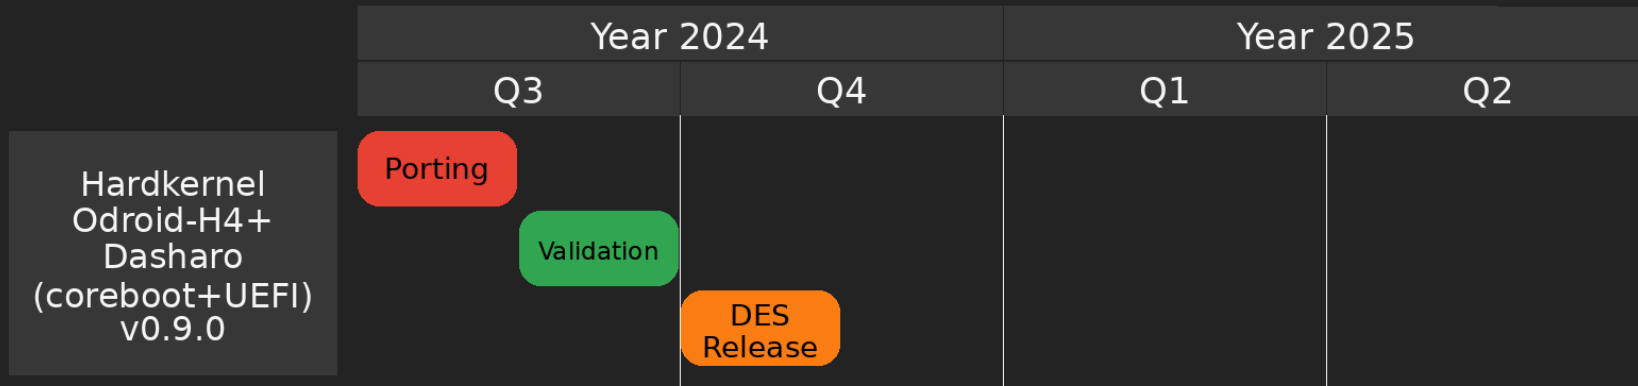 Year 2024
Year 2025
Q3
Q4
Q1
Q2
Hardkernel
Odroid-H4+
Dasharo
(coreboot+UEFI)
v0.9.0
Porting
Validation
DES
Release